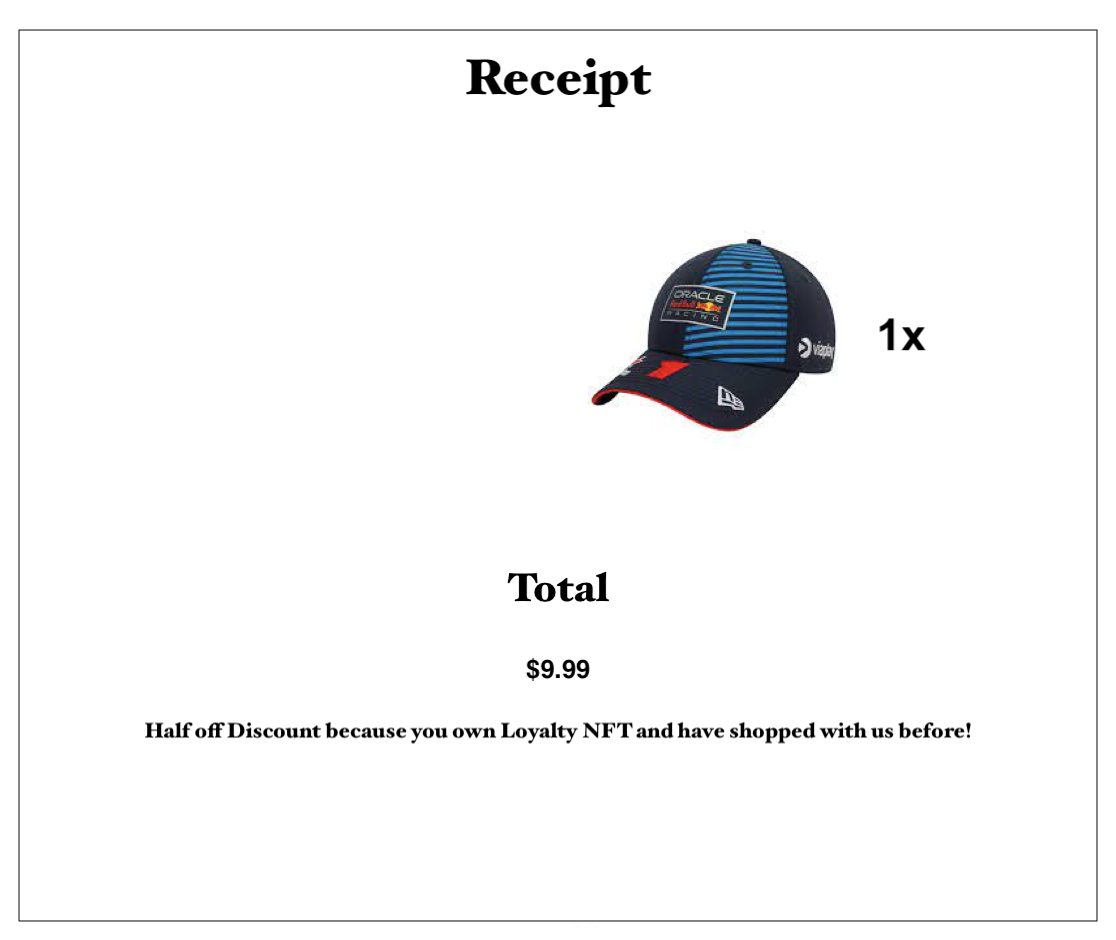 Receipt
ORACLE
Red Bull
RACING
1x
viaplay
1
Total
$9.99
Half off Discount because you own Loyalty NFT and have shopped with us before!